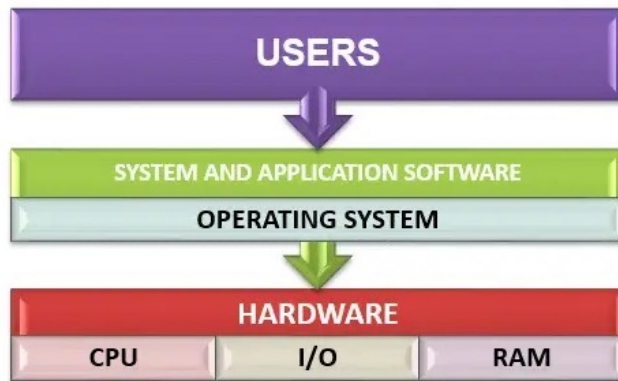 USERS
SYSTEM AND APPLICATION SOFTWARE
OPERATING SYSTEM
HARDWARE
CPU
I/O
RAM